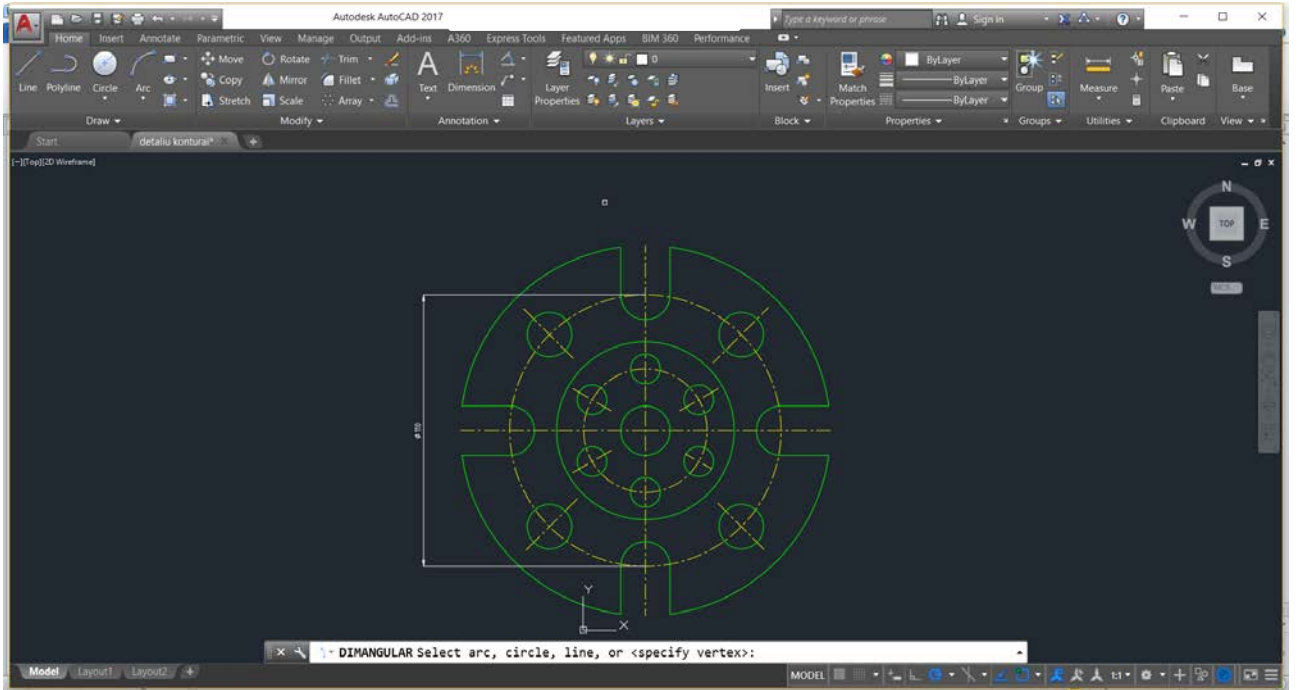 Autodesk AutoCAD 2017 Type a keyword or phrase Sign In
Home Insert Annotate Parametric View Manage Output Add-ins A360 Express Tools Featured Apps BIM 360 Performance
Line Polyline Circle Arc
Move Rotate Trim
Copy Mirror Fillet
Stretch Scale Array
Text Dimension
Layer Properties
0
Insert
Match Properties
ByLayer
ByLayer
ByLayer
Group
Measure
Paste
Base
Draw Modify Annotation Layers Block Properties Groups Utilities Clipboard View
Start detaliu konturai*
[−][Top][2D Wireframe]
N
W TOP E
S
Ø110
Y
X
DIMANGULAR Select arc, circle, line, or <specify vertex>:
Model Layout1 Layout2 + MODEL 1:1